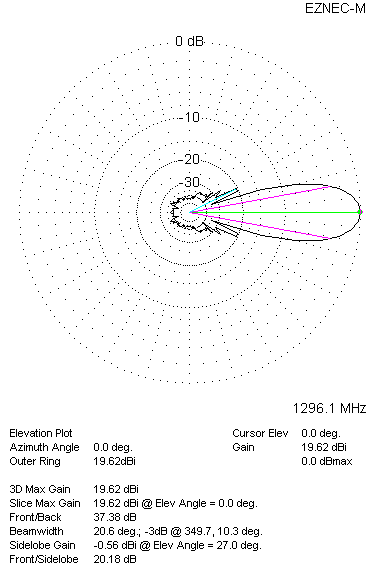 EZNEC-M
0 dB
-10
-20
-30
1296.1 MHz
Elevation Plot
Azimuth Angle 0.0 deg.
Outer Ring 19.62dBi
Cursor Elev 0.0 deg.
Gain 19.62 dBi
0.0 dBmax
3D Max Gain 19.62 dBi
Slice Max Gain 19.62 dBi @ Elev Angle = 0.0 deg.
Front/Back 37.38 dB
Beamwidth 20.6 deg.; -3dB @ 349.7, 10.3 deg.
Sidelobe Gain -0.56 dBi @ Elev Angle = 27.0 deg.
Front/Sidelobe 20.18 dB